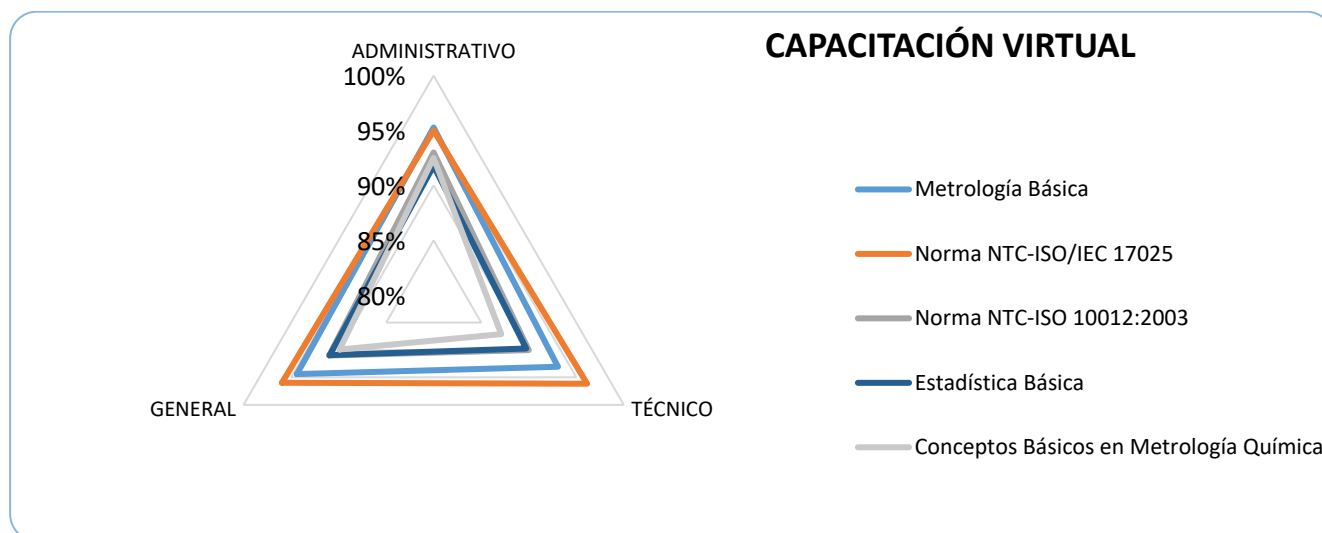 CAPACITACIÓN VIRTUAL
ADMINISTRATIVO
100%
95%
90%
85%
80%
GENERAL
TÉCNICO
Metrología Básica
Norma NTC-ISO/IEC 17025
Norma NTC-ISO 10012:2003
Estadística Básica
Conceptos Básicos en Metrología Química